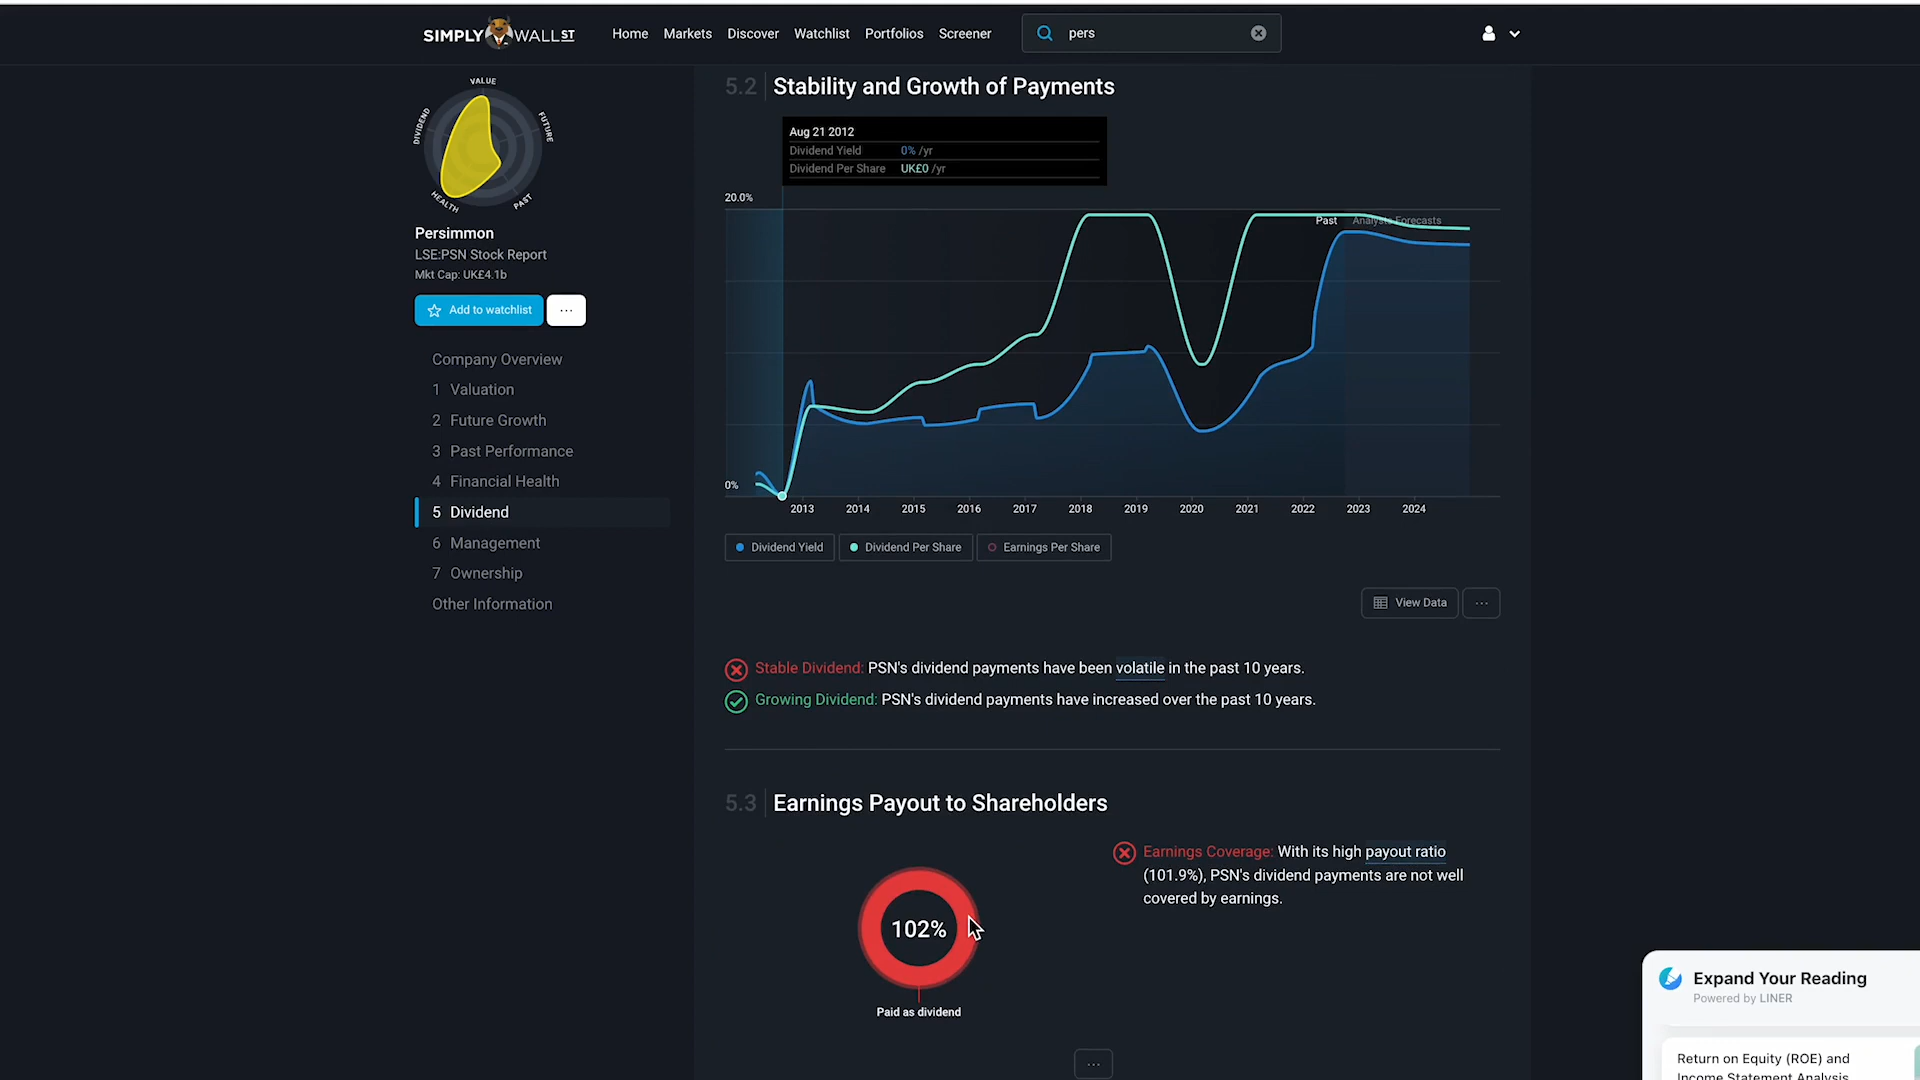 SIMPLY WALLST
Home
Markets
Discover
Watchlist
Portfolios
Screener
pers
VALUE
FUTURE
PAST
HEALTH
DIVIDEND
Persimmon
LSE:PSN Stock Report
Mkt Cap: UK£4.1b
Add to watchlist
...
Company Overview
1 Valuation
2 Future Growth
3 Past Performance
4 Financial Health
5 Dividend
6 Management
7 Ownership
Other Information
5.2 Stability and Growth of Payments
Aug 21 2012
Dividend Yield 0% /yr
Dividend Per Share UK£0 /yr
20.0%
Past Analysts Forecasts
0%
2013 2014 2015 2016 2017 2018 2019 2020 2021 2022 2023 2024
Dividend Yield
Dividend Per Share
Earnings Per Share
View Data
...
Stable Dividend: PSN's dividend payments have been volatile in the past 10 years.
Growing Dividend: PSN's dividend payments have increased over the past 10 years.
5.3 Earnings Payout to Shareholders
102%
Paid as dividend
Earnings Coverage: With its high payout ratio
(101.9%), PSN's dividend payments are not well
covered by earnings.
...
Expand Your Reading
Powered by LINER
Return on Equity (ROE) and
Income Statement Analysis